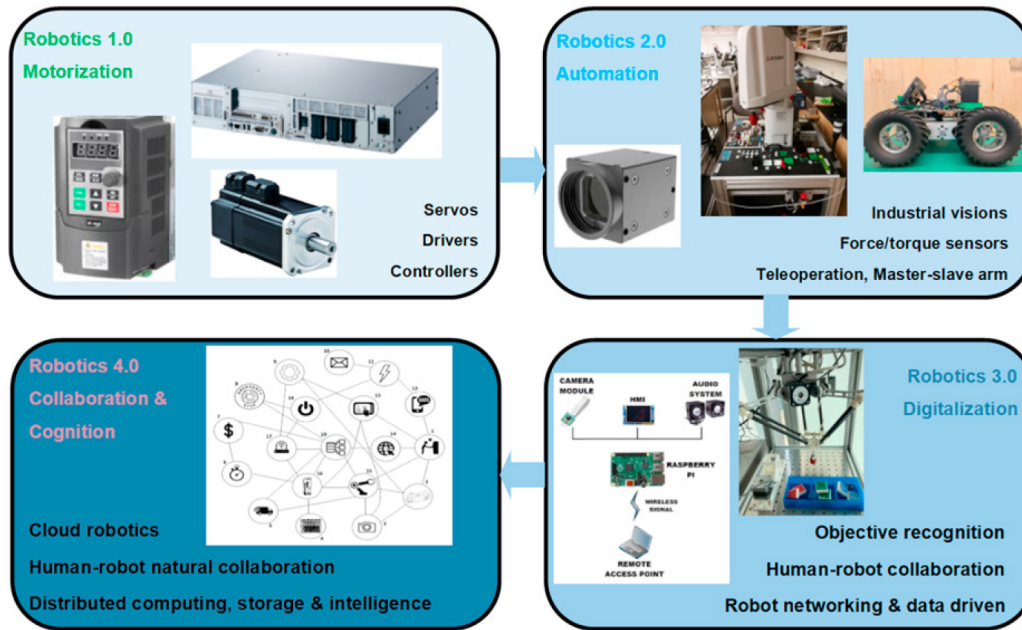 Robotics 1.0
Motorization
Servos
Drivers
Controllers
Robotics 2.0
Automation
Industrial visions
Force/torque sensors
Teleoperation, Master-slave arm
Robotics 3.0
Digitalization
CAMERA
MODULE
HMI
AUDIO
SYSTEM
RASPBERRY
PI
WIRELESS
SIGNAL
REMOTE
ACCESS POINT
Objective recognition
Human-robot collaboration
Robot networking & data driven
Robotics 4.0
Collaboration &
Cognition
Cloud robotics
Human-robot natural collaboration
Distributed computing, storage & intelligence